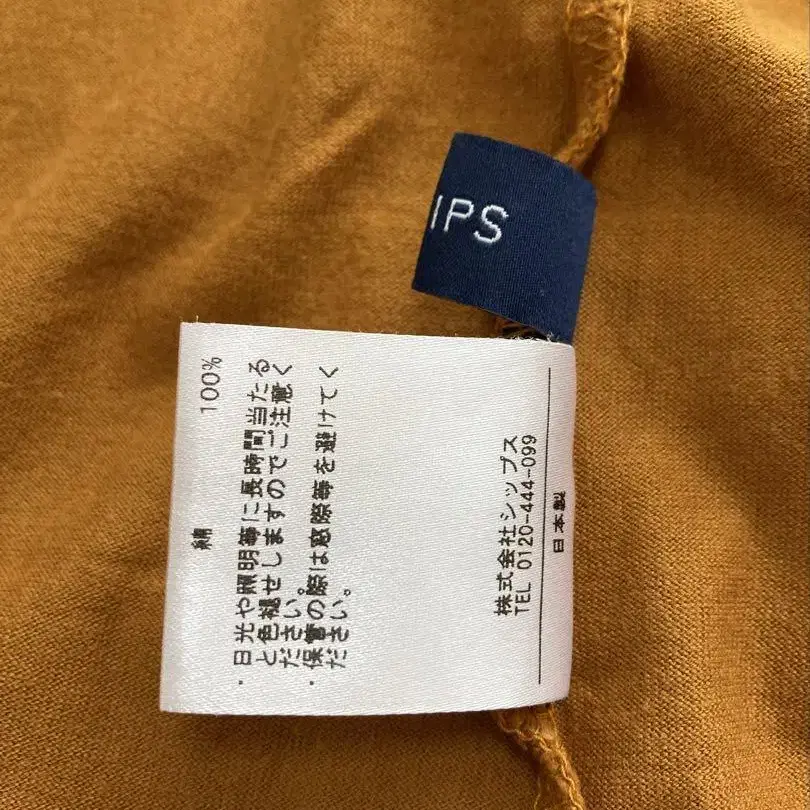 IPS
綿 100%
・日光や照明等に長時間当たる
と色褪せしますのでご注意く
ださい。
・保管の際は窓際等を避けてく
ださい。
株式会社シップス
TEL 0120-444-099
日本製